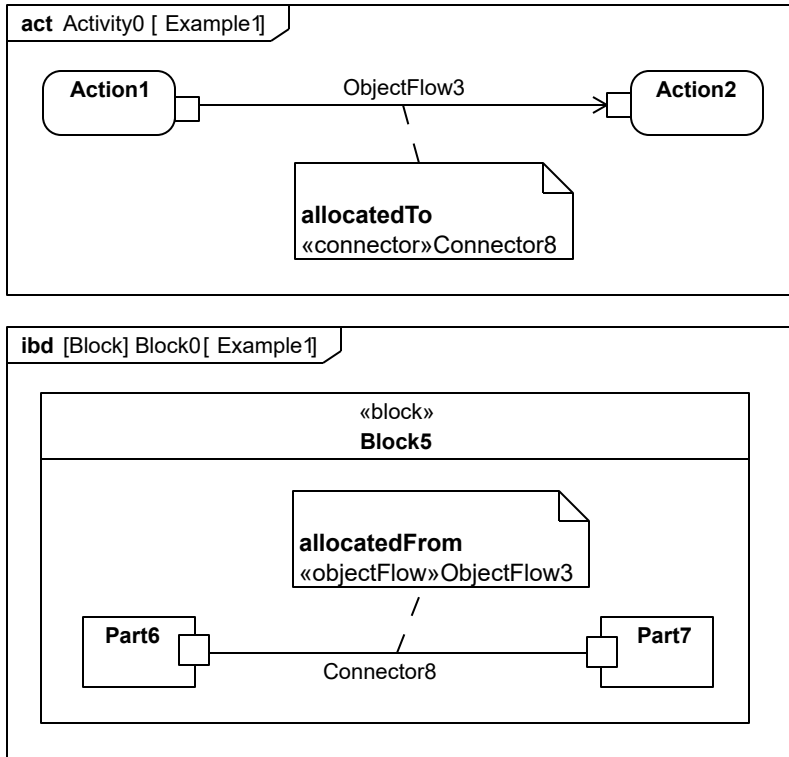 act Activity0 [ Example1]
Action1
ObjectFlow3
Action2
allocatedTo
«connector»Connector8
ibd [Block] Block0[ Example1]
«block»
Block5
allocatedFrom
«objectFlow»ObjectFlow3
Part6
Part7
Connector8